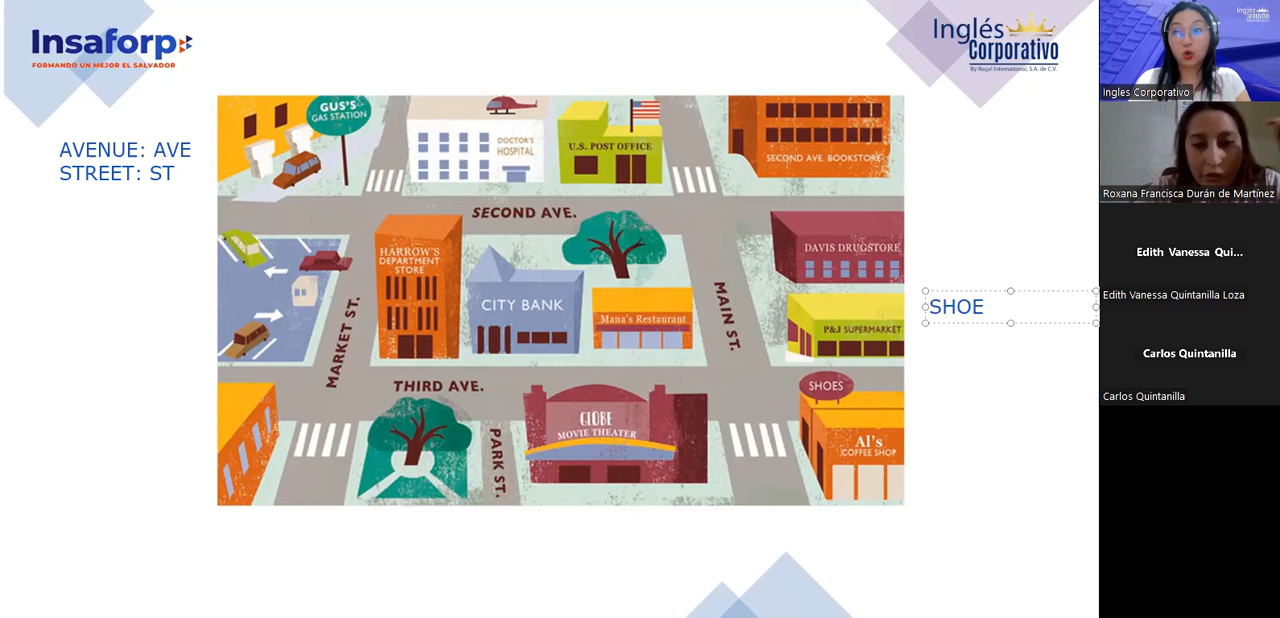 Insaforp
FORMANDO UN MEJOR EL SALVADOR
Inglés
Corporativo
By Regal International, S.A. de C.V.
AVENUE: AVE
STREET: ST
GUS'S
GAS STATION
DOCTOR'S
HOSPITAL
U.S. POST OFFICE
SECOND AVE. BOOKSTORE
SECOND AVE.
HARROW'S
DEPARTMENT
STORE
CITY BANK
Mana's Restaurant
DAVIS DRUGSTORE
P&J SUPERMARKET
MARKET ST.
MAIN ST.
THIRD AVE.
PARK ST.
GLOBE
MOVIE THEATER
SHOES
Al's
COFFEE SHOP
SHOE
Inglés
Corporativo
Ingles Corporativo
Roxana Francisca Durán de Martínez
Edith Vanessa Qui...
Edith Vanessa Quintanilla Loza
Carlos Quintanilla
Carlos Quintanilla